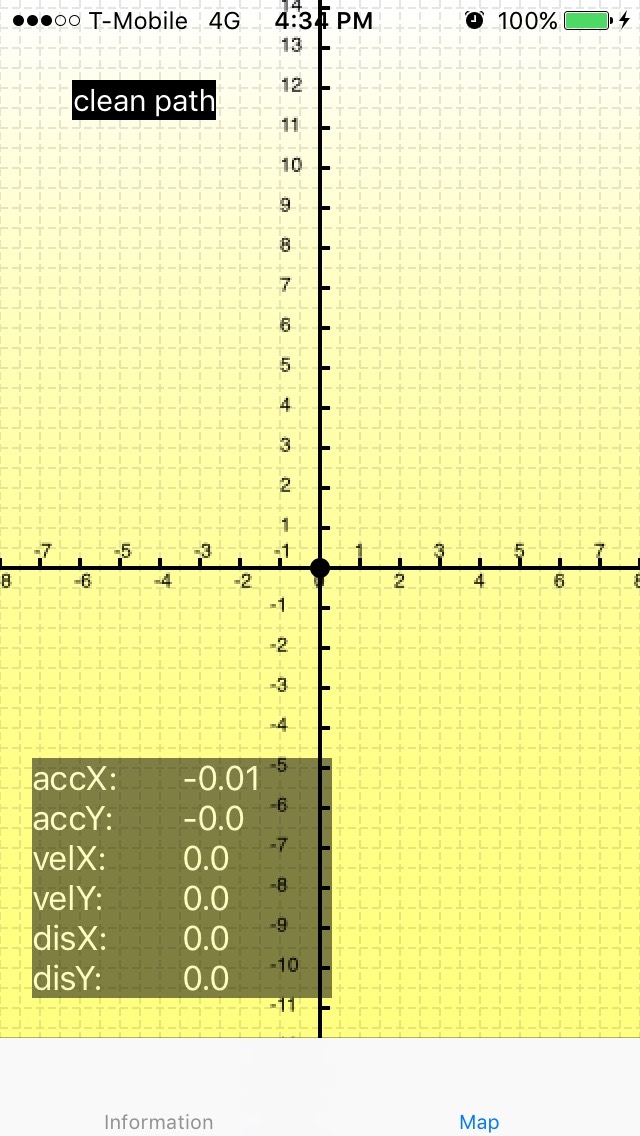 T-Mobile 4G 4:34 PM 100%
14
13
clean path
12
11
10
9
8
7
6
5
4
3
2
1
-7 -5 -3 -1 1 3 5 7
-8 -6 -4 -2 0 2 4 6 8
-1
-2
-3
-4
-5
accX: -0.01
-6
accY: -0.0
-7
velX: 0.0
-8
velY: 0.0
-9
disX: 0.0
-10
disY: 0.0
-11
Information Map